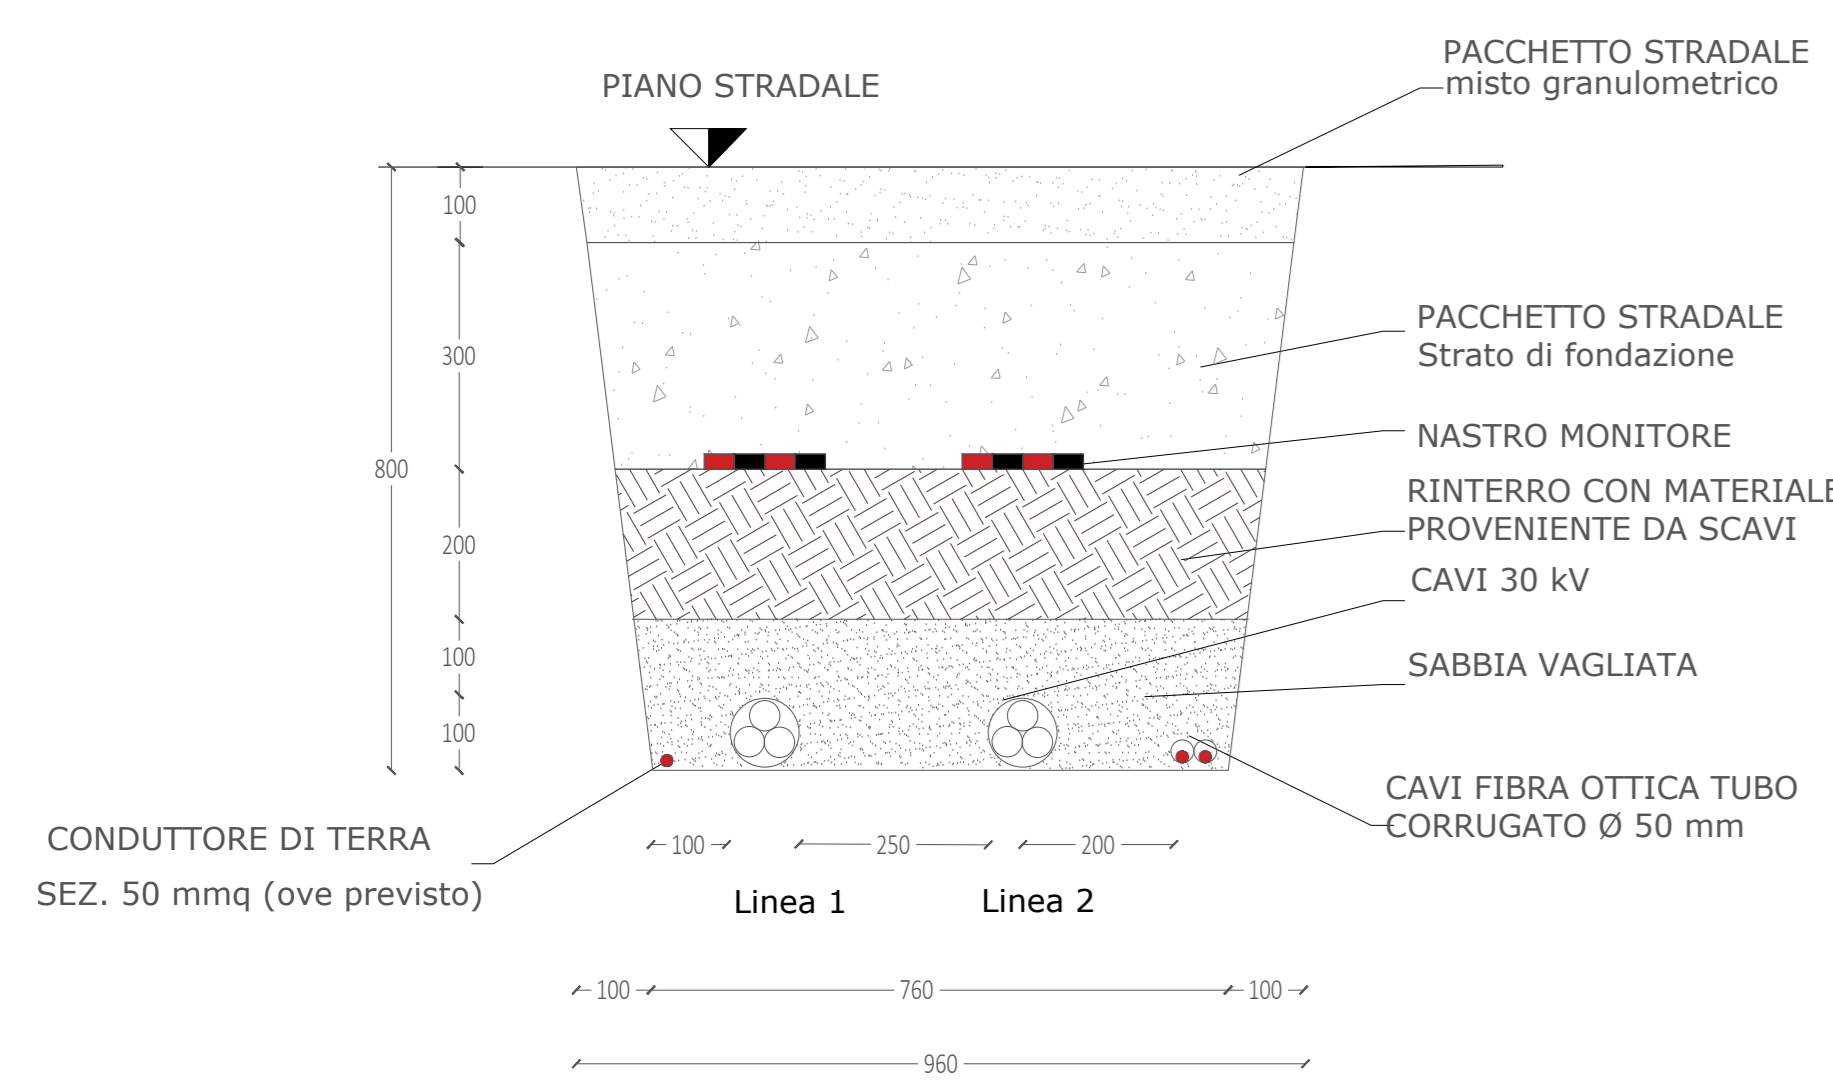 PACCHETTO STRADALE
misto granulometrico
PIANO STRADALE
100
300
800
200
100
100
PACCHETTO STRADALE
Strato di fondazione
NASTRO MONITORE
RINTERRO CON MATERIALE
PROVENIENTE DA SCAVI
CAVI 30 kV
SABBIA VAGLIATA
CAVI FIBRA OTTICA TUBO
CORRUGATO Ø 50 mm
CONDUTTORE DI TERRA
SEZ. 50 mmq (ove previsto)
100 250 200
Linea 1 Linea 2
100 760 100
960